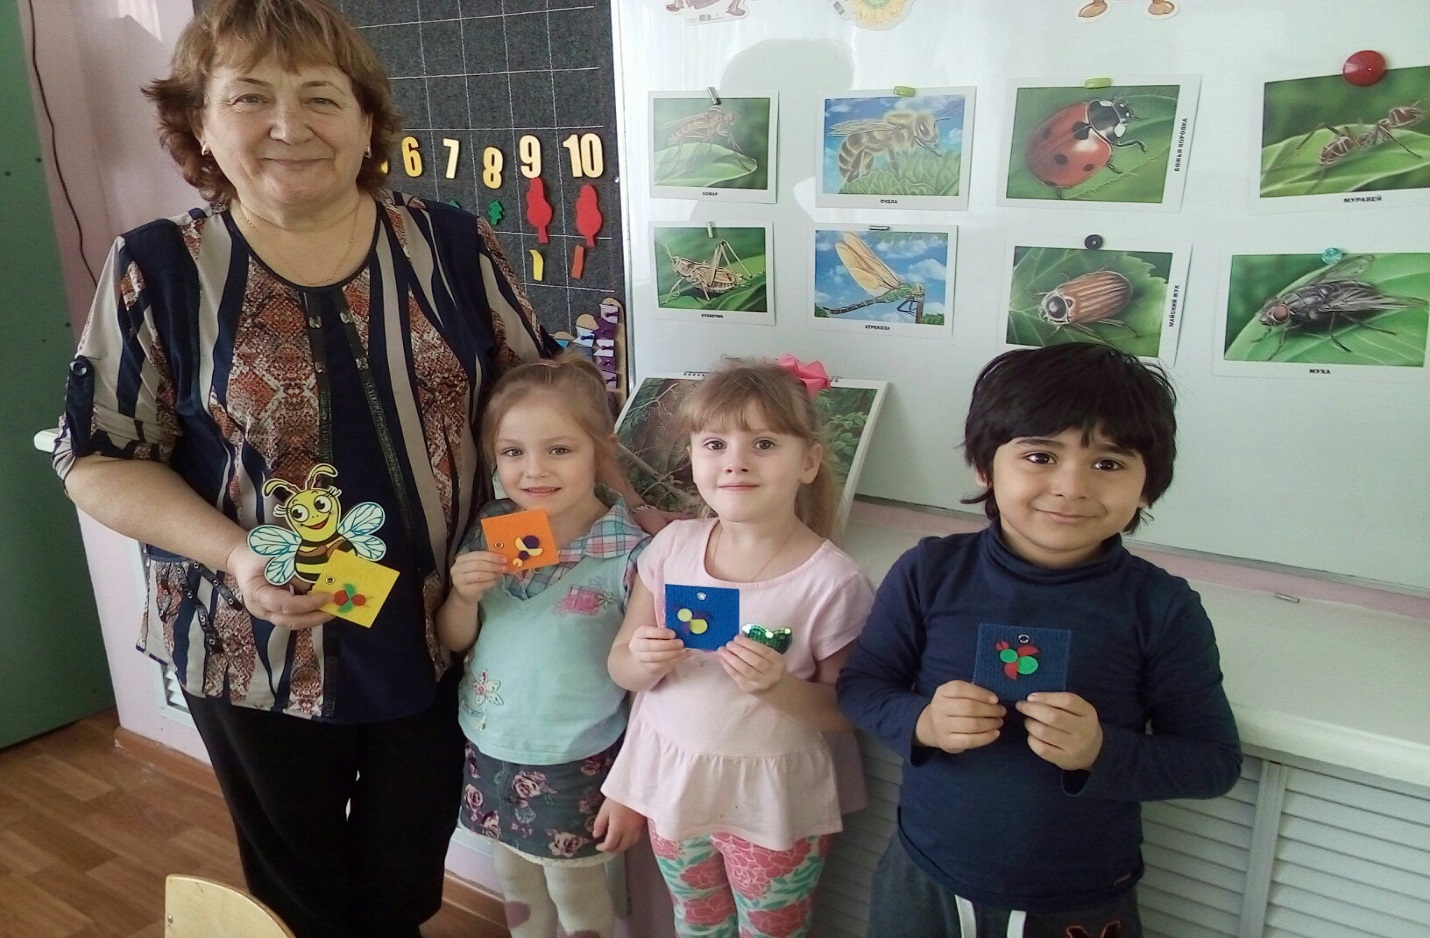 6 7 8 9 10
КОМАР
ПЧЕЛА
БОЖЬЯ КОРОВКА
МУРАВЕЙ
КУЗНЕЧИК
СТРЕКОЗА
МАЙСКИЙ ЖУК
МУХА